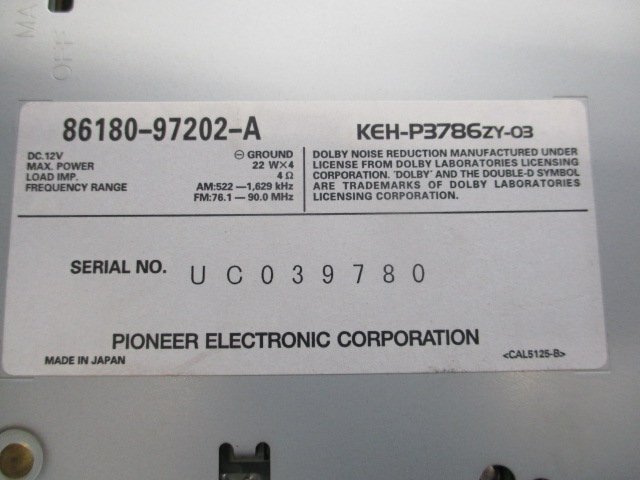 MA
OFF
86180-97202-A
KEH-P3786ZY-03
DC.12V ⊖ GROUND
MAX. POWER 22 W×4
LOAD IMP. 4 Ω
FREQUENCY RANGE AM:522—1,629 kHz
FM:76.1—90.0 MHz
DOLBY NOISE REDUCTION MANUFACTURED UNDER
LICENSE FROM DOLBY LABORATORIES LICENSING
CORPORATION. "DOLBY" AND THE DOUBLE-D SYMBOL
ARE TRADEMARKS OF DOLBY LABORATORIES
LICENSING CORPORATION.
SERIAL NO. UC039780
PIONEER ELECTRONIC CORPORATION
MADE IN JAPAN
<CAL5125-B>